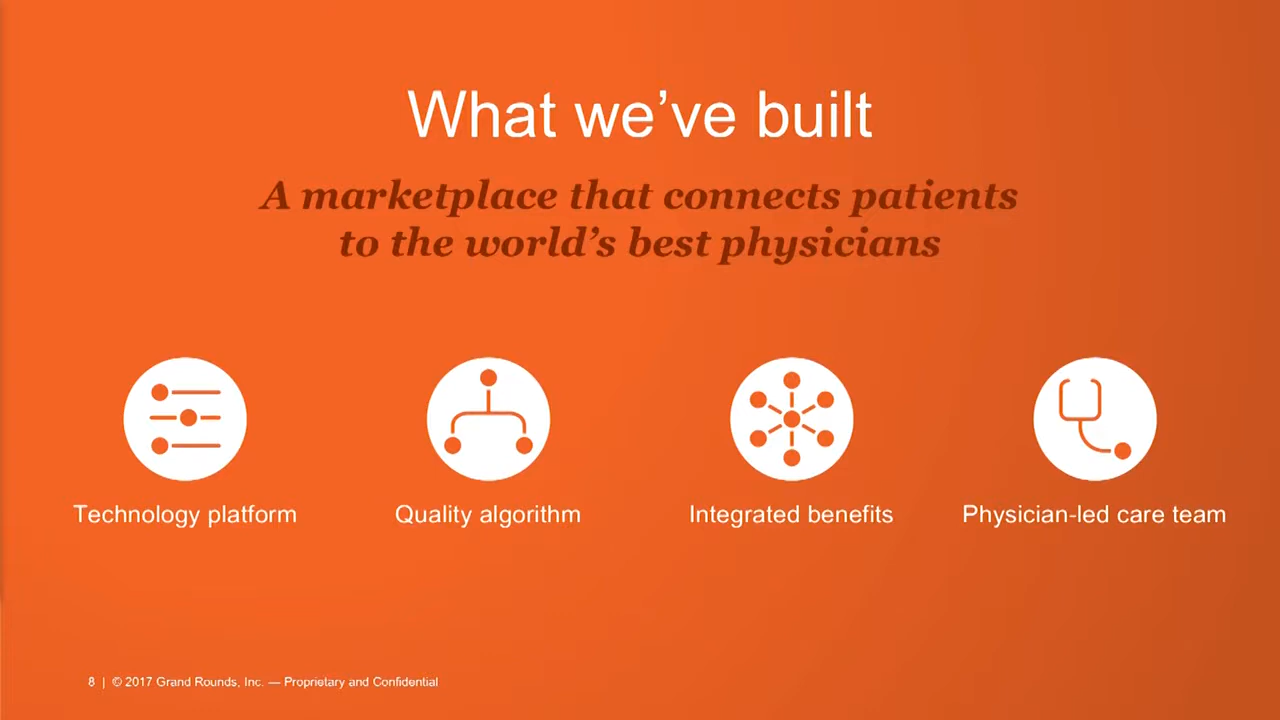 What we’ve built
A marketplace that connects patients
to the world’s best physicians
Technology platform
Quality algorithm
Integrated benefits
Physician-led care team
8 | © 2017 Grand Rounds, Inc. — Proprietary and Confidential